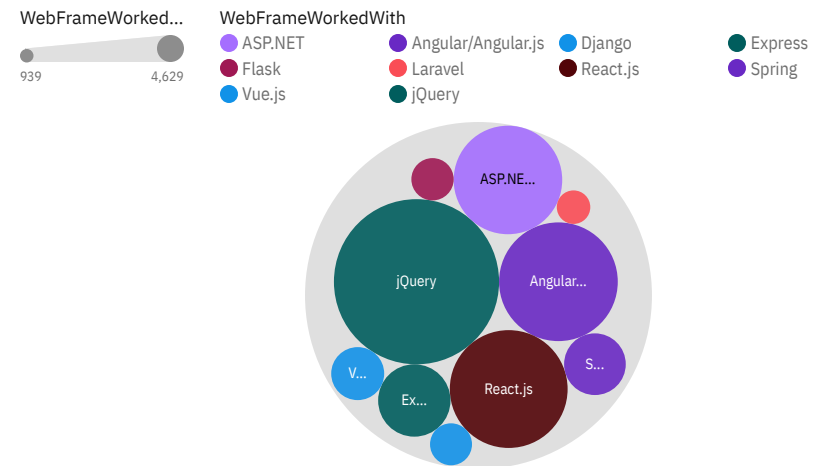 WebFrameWorked... WebFrameWorkedWith
ASP.NET Angular/Angular.js Django Express
939 4,629
Flask Laravel React.js Spring
Vue.js jQuery
ASP.NE...
jQuery Angular...
V... Ex... React.js S...